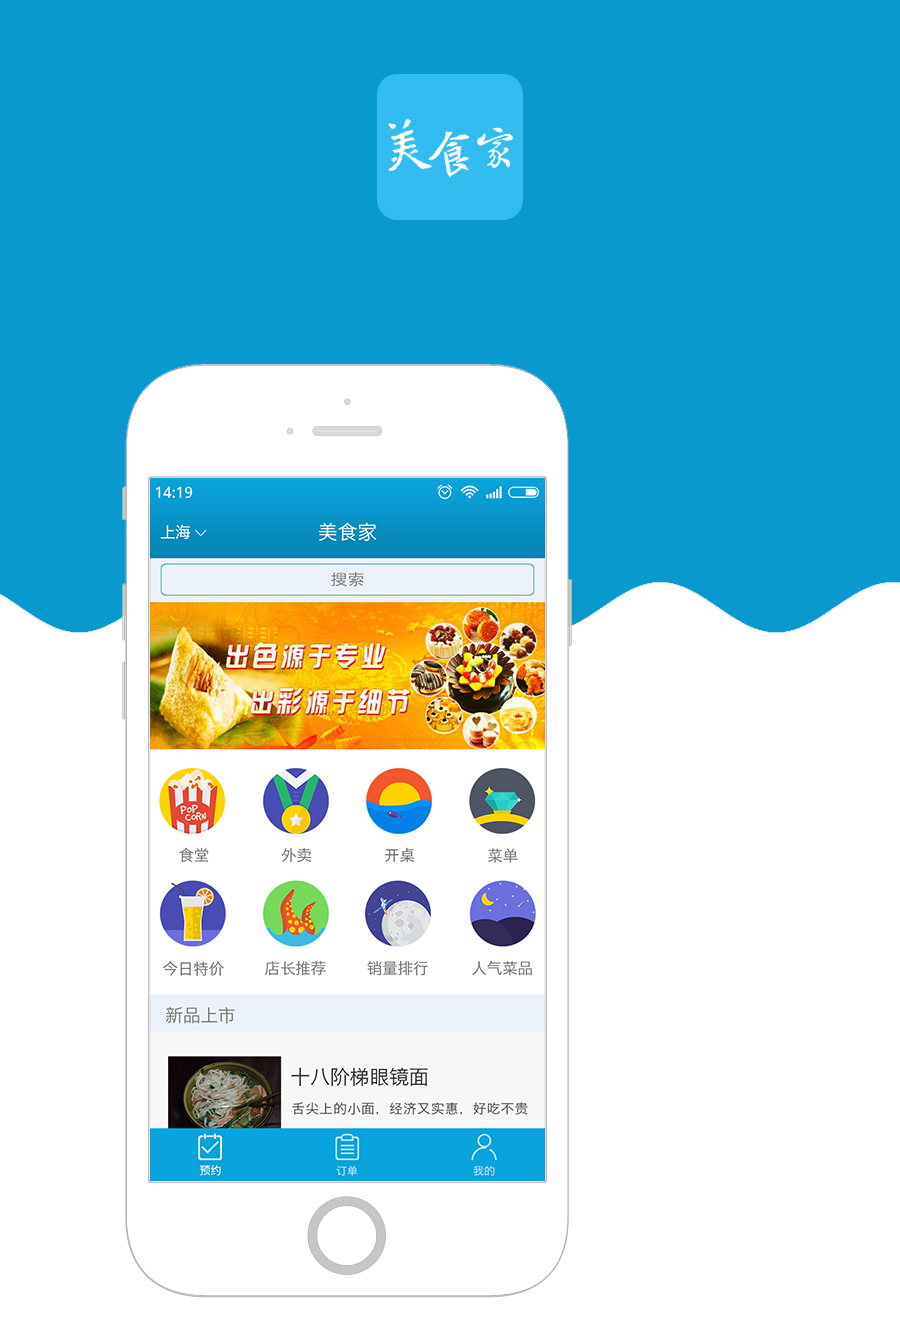 美食家
14:19
上海
美食家
搜索
出色源于专业
出彩源于细节
POP
CORN
食堂
外卖
开桌
菜单
今日特价
店长推荐
销量排行
人气菜品
新品上市
十八阶梯眼镜面
舌尖上的小面，经济又实惠，好吃不贵
预约
订单
我的